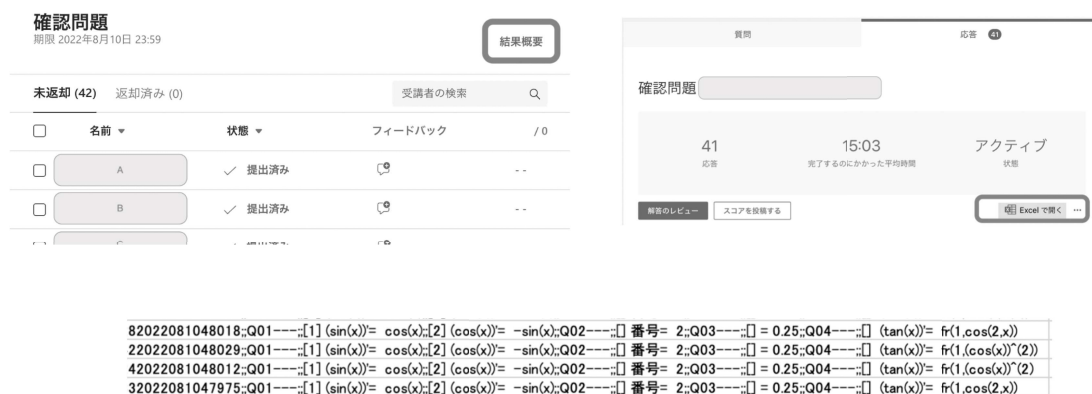 確認問題
期限 2022年8月10日 23:59
結果概要
未返却 (42) 返却済み (0) 受講者の検索
名前 状態 フィードバック / 0
A 提出済み - -
B 提出済み - -
質問 応答 41
確認問題
41 15:03 アクティブ
応答 完了するのにかかった平均時間 状態
解答のレビュー スコアを投稿する Excel で開く ...
82022081048018;;Q01---;;[1] (sin(x))'= cos(x);;[2] (cos(x))'= -sin(x);;Q02---;;[] 番号= 2;;Q03---;;[] = 0.25;;Q04---;;[] (tan(x))'= fr(1,cos(2,x))
22022081048029;;Q01---;;[1] (sin(x))'= cos(x);;[2] (cos(x))'= -sin(x);;Q02---;;[] 番号= 2;;Q03---;;[] = 0.25;;Q04---;;[] (tan(x))'= fr(1,(cos(x))^(2))
42022081048012;;Q01---;;[1] (sin(x))'= cos(x);;[2] (cos(x))'= -sin(x);;Q02---;;[] 番号= 2;;Q03---;;[] = 0.25;;Q04---;;[] (tan(x))'= fr(1,(cos(x))^(2)
32022081047975;;Q01---;;[1] (sin(x))'= cos(x);;[2] (cos(x))'= -sin(x);;Q02---;;[] 番号= 2;;Q03---;;[] = 0.25;;Q04---;;[] (tan(x))'= fr(1,cos(2,x))